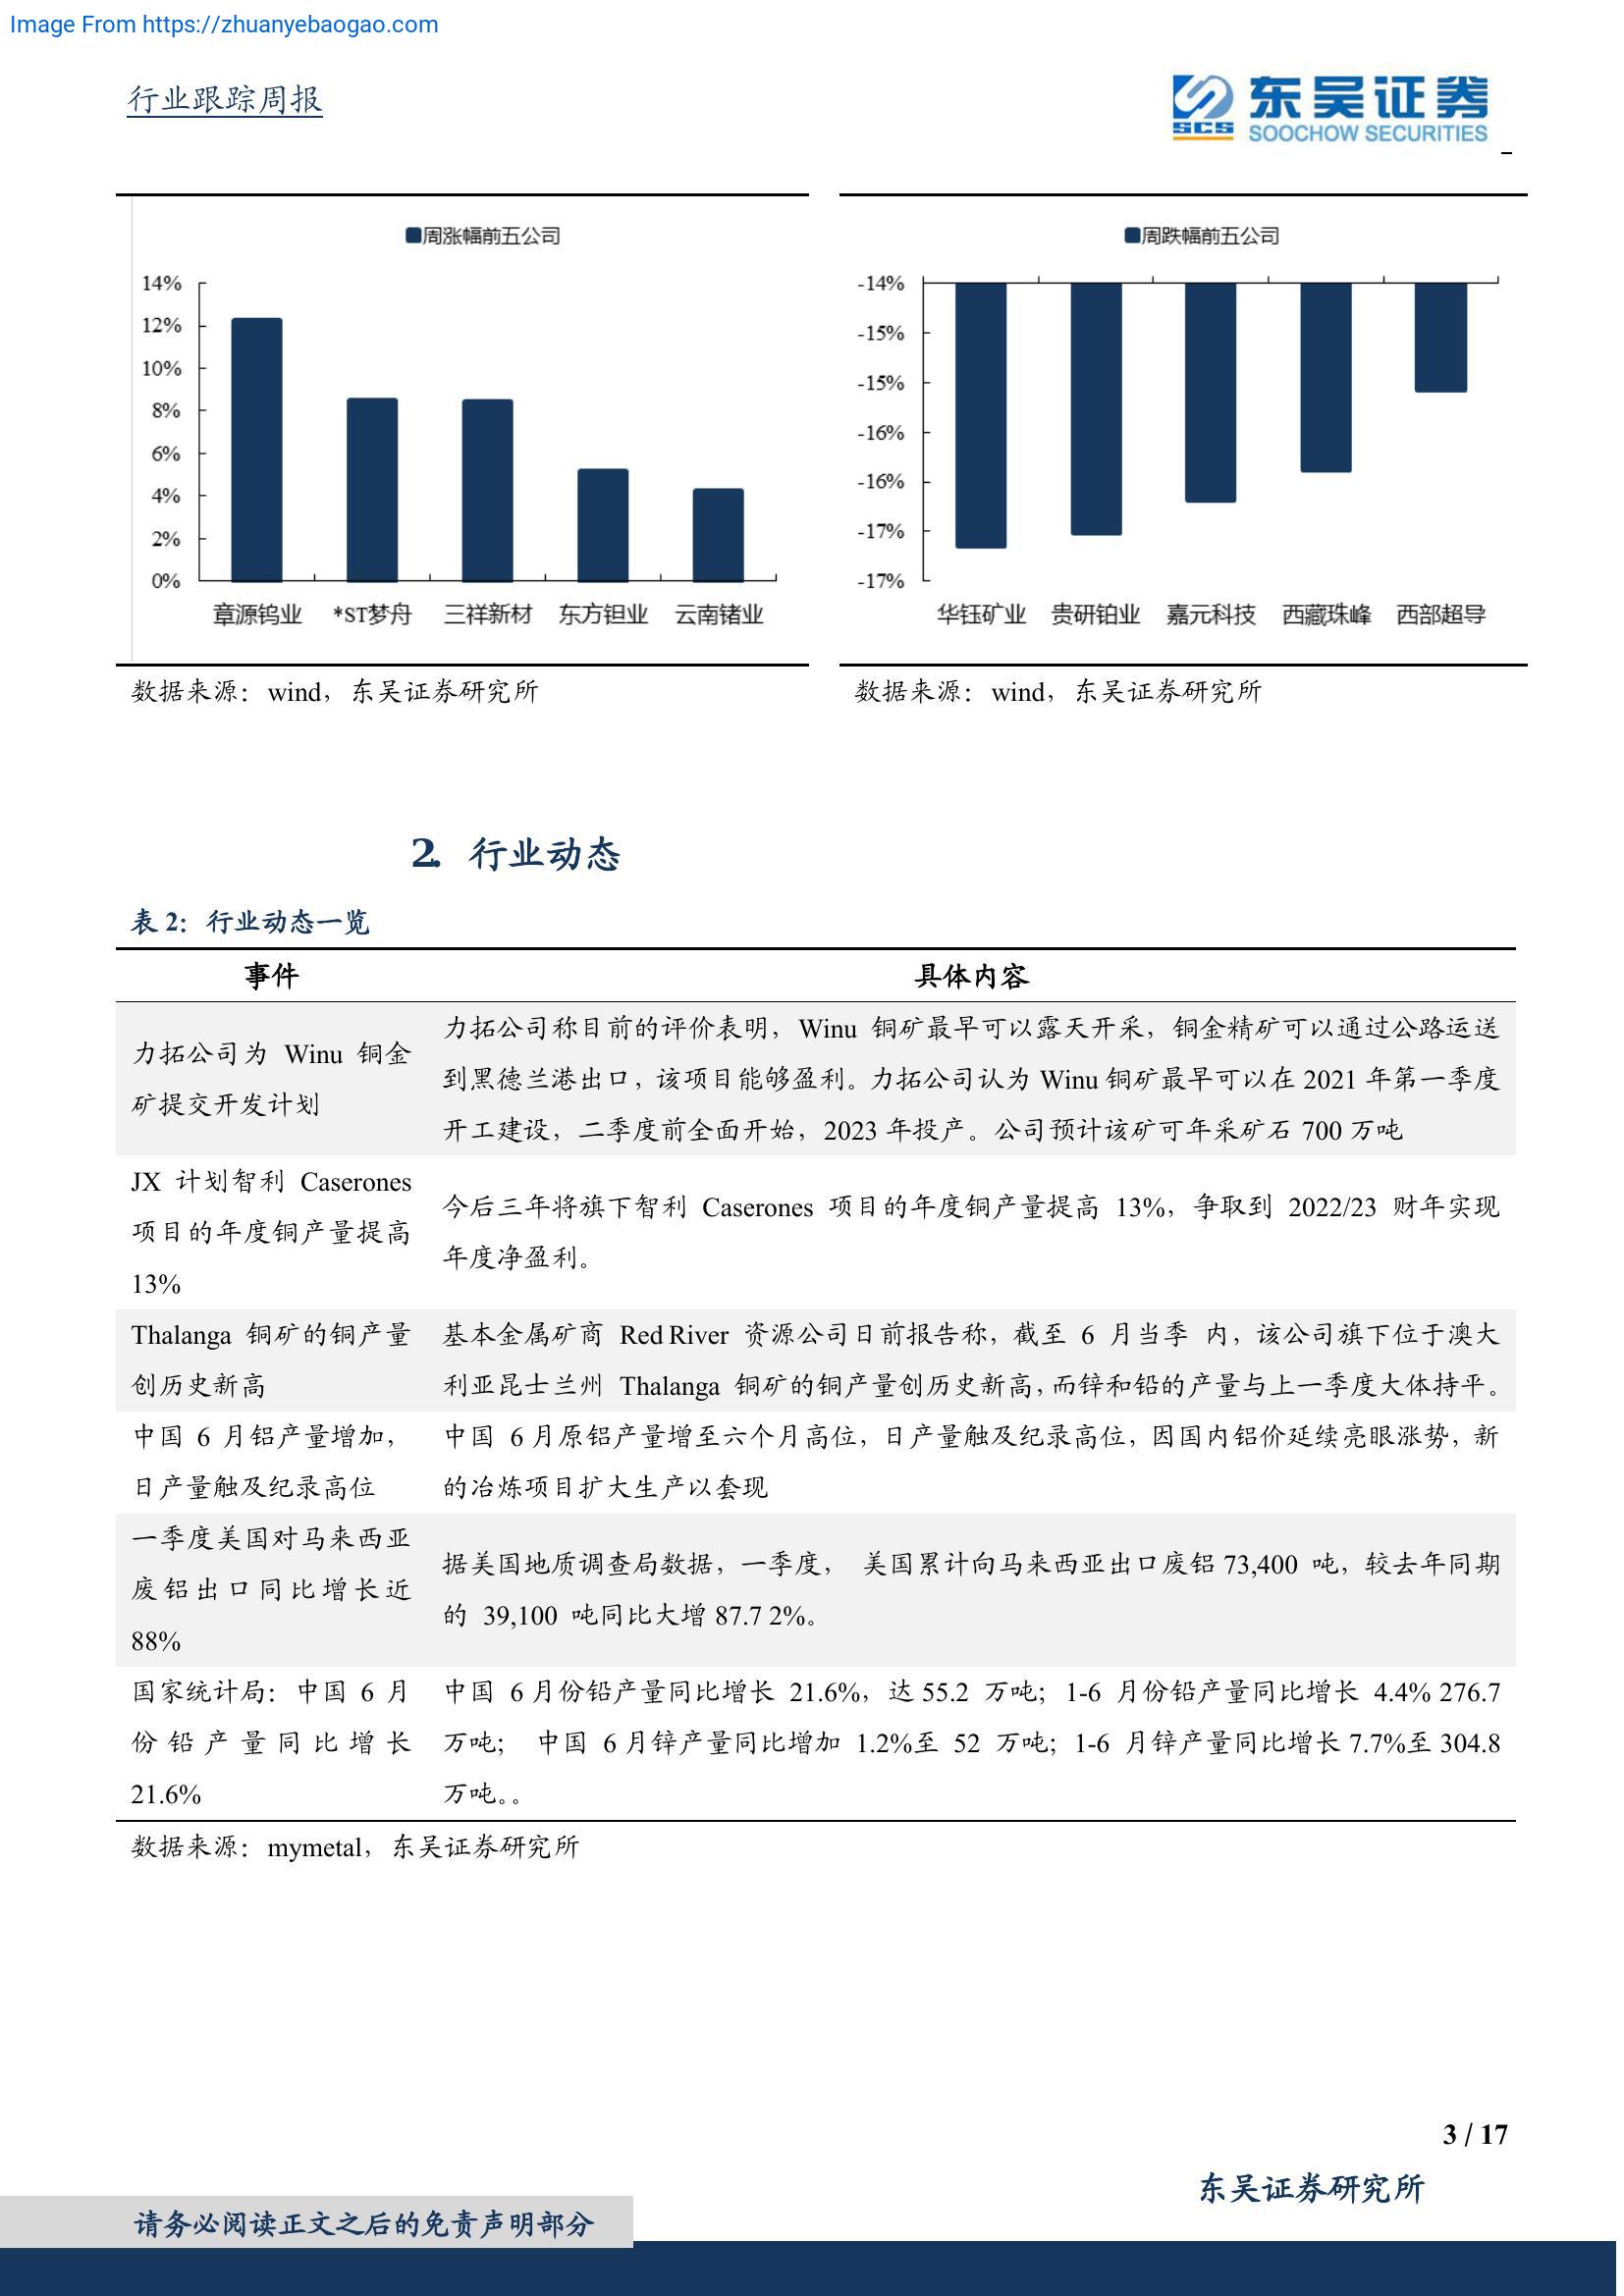 Image From https://zhuanyebaogao.com
行业跟踪周报
东吴证券
SCS
SOOCHOW SECURITIES
周涨幅前五公司
14%
12%
10%
8%
6%
4%
2%
0%
章源钨业 *ST梦舟 三祥新材 东方钽业 云南锗业
数据来源：wind，东吴证券研究所
周跌幅前五公司
-14%
-15%
-15%
-16%
-16%
-17%
-17%
华钰矿业 贵研铂业 嘉元科技 西藏珠峰 西部超导
数据来源：wind，东吴证券研究所
2. 行业动态
表 2：行业动态一览
事件 具体内容
力拓公司为 Winu 铜金
矿提交开发计划
力拓公司称目前的评价表明，Winu 铜矿最早可以露天开采，铜金精矿可以通过公路运送
到黑德兰港出口，该项目能够盈利。力拓公司认为 Winu 铜矿最早可以在 2021 年第一季度
开工建设，二季度前全面开始，2023 年投产。公司预计该矿可年采矿石 700 万吨
JX 计划智利 Caserones
项目的年度铜产量提高
13%
今后三年将旗下智利 Caserones 项目的年度铜产量提高 13%，争取到 2022/23 财年实现
年度净盈利。
Thalanga 铜矿的铜产量
创历史新高
基本金属矿商 Red River 资源公司日前报告称，截至 6 月当季 内，该公司旗下位于澳大
利亚昆士兰州 Thalanga 铜矿的铜产量创历史新高，而锌和铅的产量与上一季度大体持平。
中国 6 月铝产量增加，
日产量触及纪录高位
中国 6 月原铝产量增至六个月高位，日产量触及纪录高位，因国内铝价延续亮眼涨势，新
的冶炼项目扩大生产以套现
一季度美国对马来西亚
废铝出口同比增长近
88%
据美国地质调查局数据，一季度， 美国累计向马来西亚出口废铝 73,400 吨，较去年同期
的 39,100 吨同比大增 87.7 2%。
国家统计局：中国 6 月
份铅产量同比增长
21.6%
中国 6 月份铅产量同比增长 21.6%，达 55.2 万吨；1-6 月份铅产量同比增长 4.4% 276.7
万吨； 中国 6 月锌产量同比增加 1.2%至 52 万吨；1-6 月锌产量同比增长 7.7%至 304.8
万吨。。
数据来源：mymetal，东吴证券研究所
3 / 17
东吴证券研究所
请务必阅读正文之后的免责声明部分